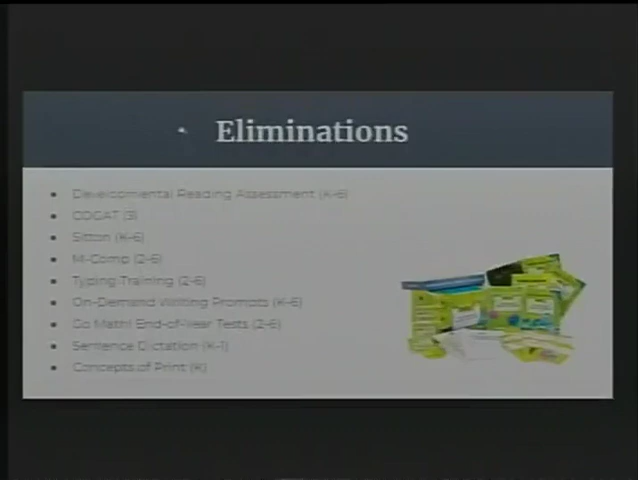 Eliminations
• Developmental Reading Assessment (K-6)
• COGAT (3)
• Sitton (K-6)
• M-Comp (2-6)
• Typing Training (2-6)
• On-Demand Writing Prompts (K-6)
• Go Math! End-of-Year Tests (2-6)
• Sentence Dictation (K-1)
• Concepts of Print (K)